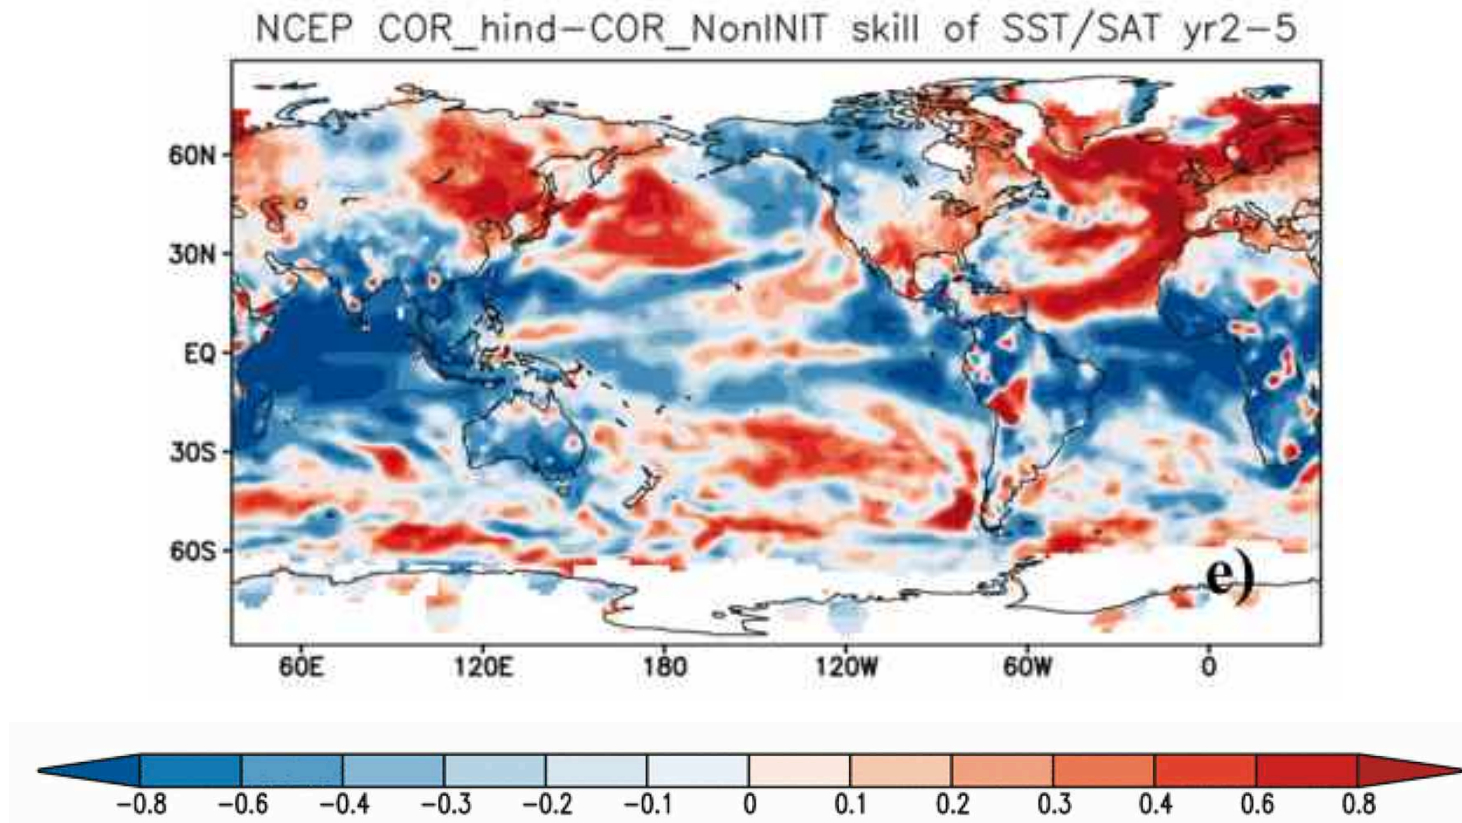 NCEP COR_hind-COR_NonINIT skill of SST/SAT yr2-5
60N
30N
EQ
30S
60S
e)
60E 120E 180 120W 60W 0
-0.8 -0.6 -0.4 -0.3 -0.2 -0.1 0 0.1 0.2 0.3 0.4 0.6 0.8